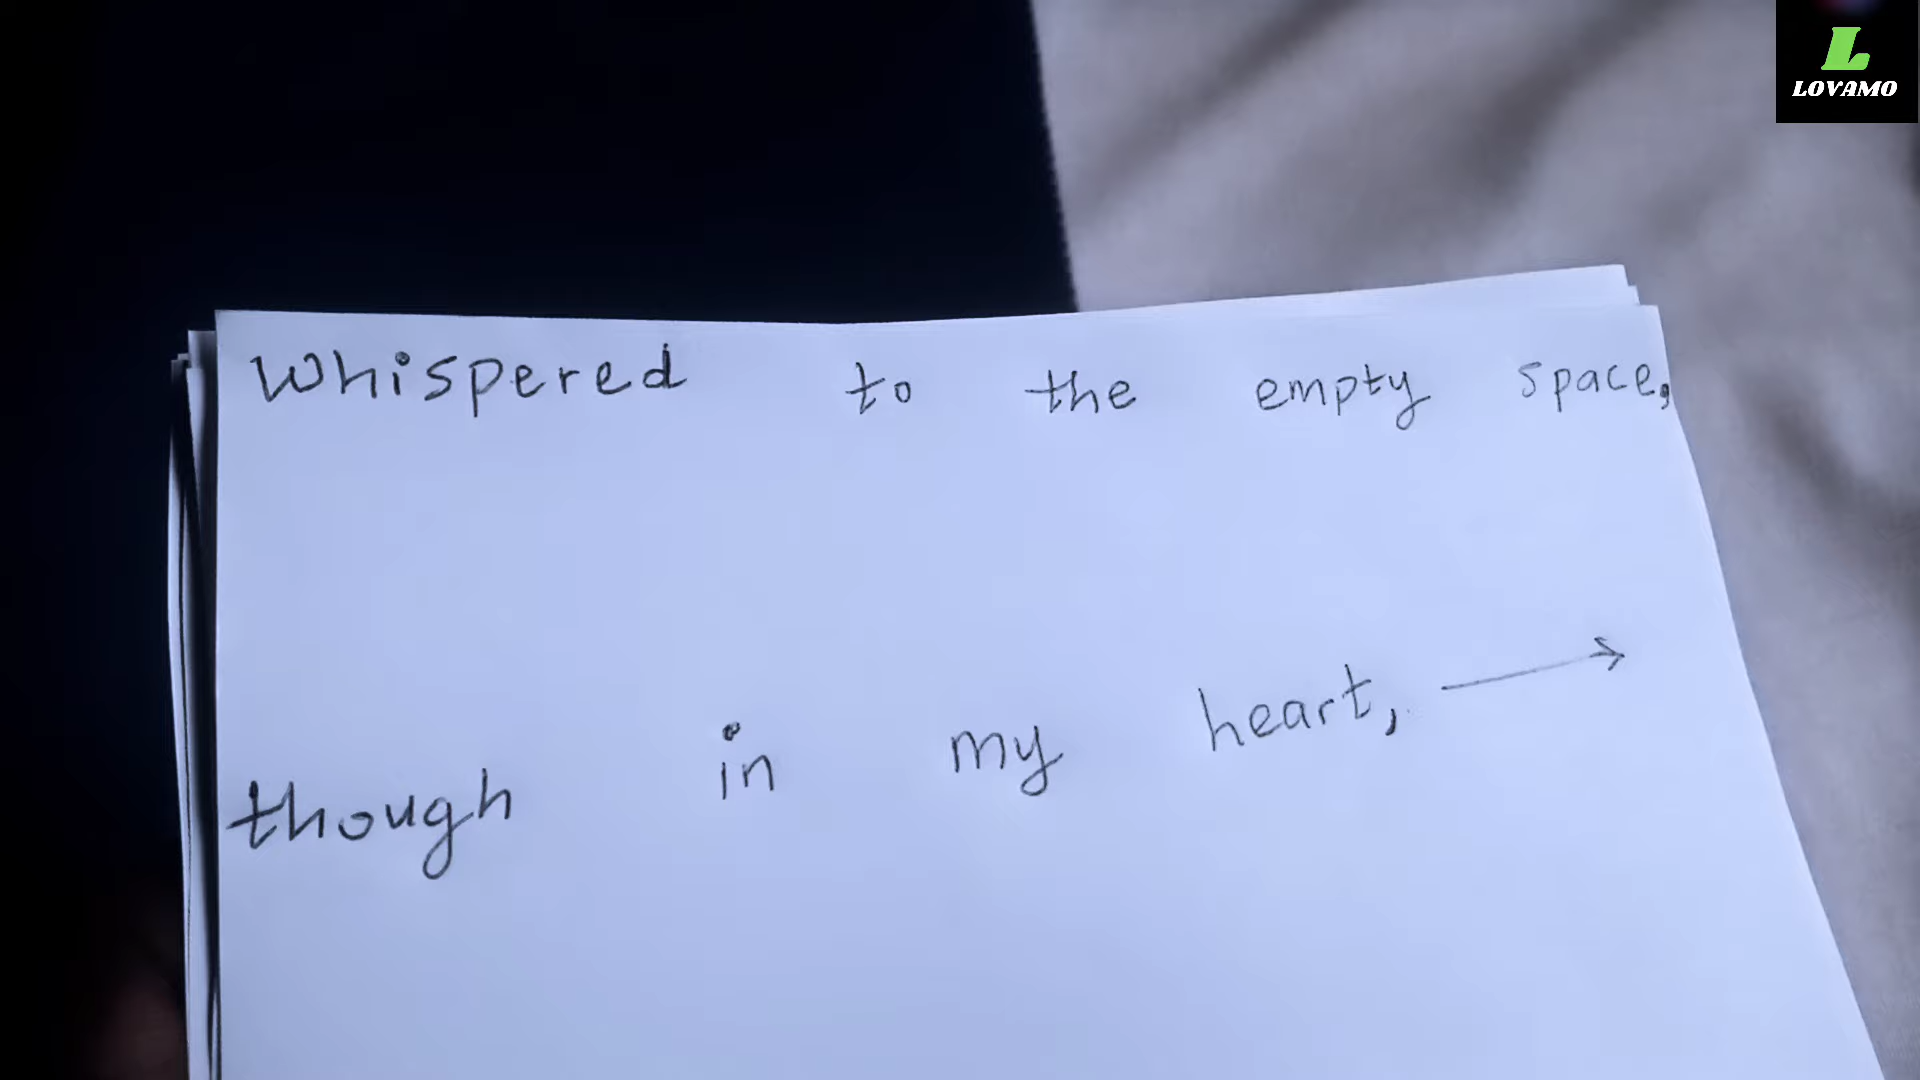 L
LOVAMO
Whispered to the empty space,
though in my heart, →